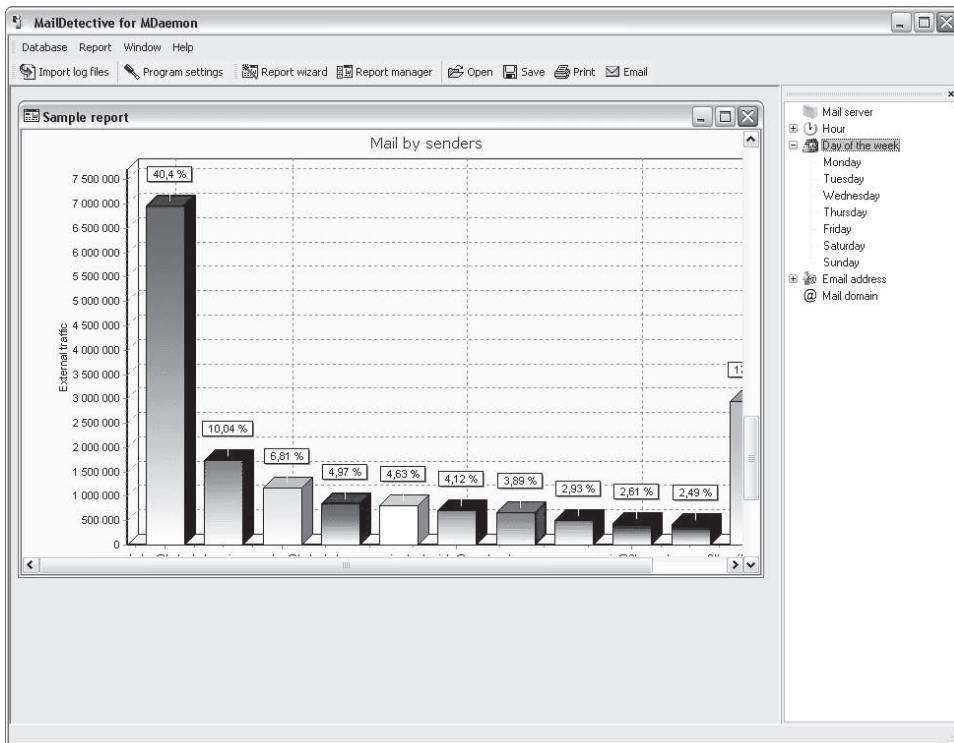 MailDetective for MDaemon
Database Report Window Help
Import log files Program settings Report wizard Report manager Open Save Print Email
Sample report
Mail by senders
External traffic
7 500 000
7 000 000
6 500 000
6 000 000
5 500 000
5 000 000
4 500 000
4 000 000
3 500 000
3 000 000
2 500 000
2 000 000
1 500 000
1 000 000
500 000
0
40,4 %
10,04 %
6,81 %
4,97 %
4,63 %
4,12 %
3,89 %
2,93 %
2,61 %
2,49 %
17
Mail server
Hour
Day of the week
Monday
Tuesday
Wednesday
Thursday
Friday
Saturday
Sunday
Email address
@ Mail domain